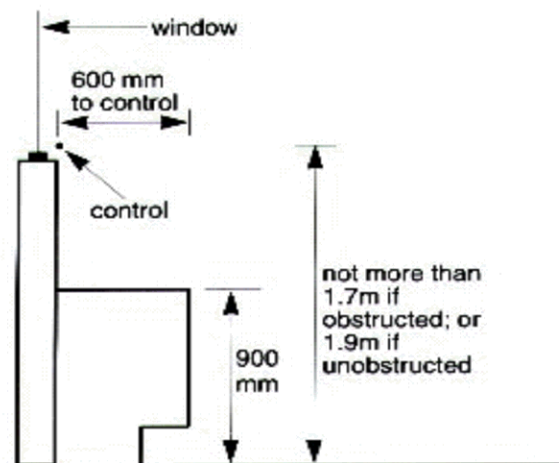 window
600 mm
to control
control
not more than
1.7m if
obstructed; or
1.9m if
unobstructed
900
mm